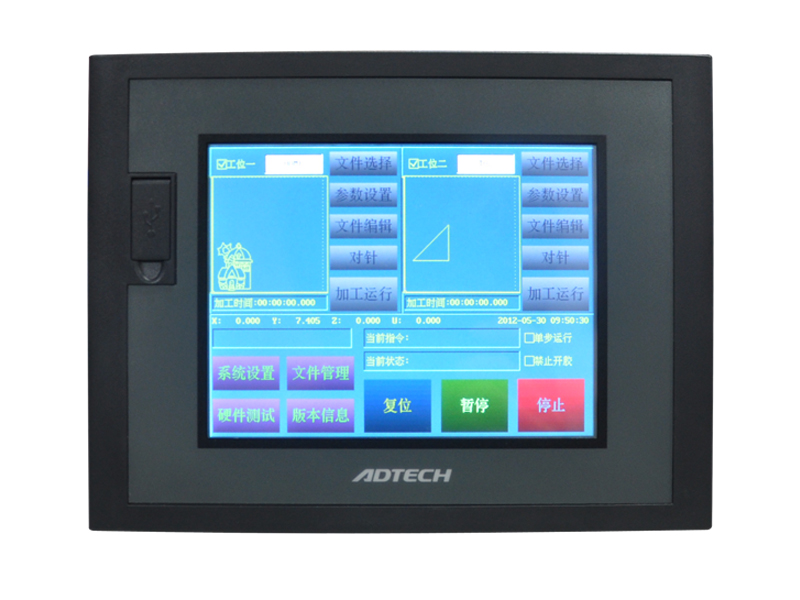 工位一
文件选择
工位二
文件选择
参数设置
参数设置
文件编辑
文件编辑
对针
对针
加工运行
加工运行
加工时间:00:00:00.000
加工时间:00:00:00.000
X: 0.000 Y: 7.405 Z: 0.000 U: 0.000 2012-05-30 09:50:30
当前指令:
单步运行
当前状态:
禁止开胶
系统设置
文件管理
复位
暂停
停止
硬件测试
版本信息
ADTECH